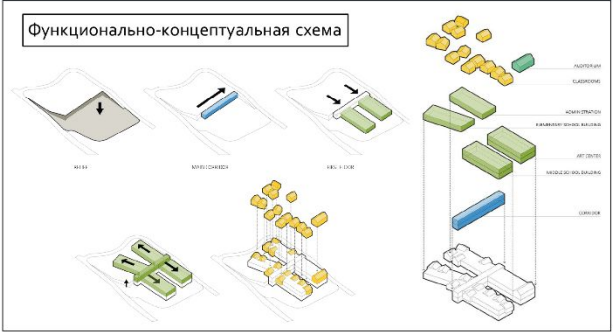 Функционально-концептуальная схема
AUDITORIUM
CLASSROOMS
ADMINISTRATION
ELEMENTARY SCHOOL BUILDING
ART CENTER
MIDDLE SCHOOL BUILDING
CORRIDOR
MAIN CORRIDOR